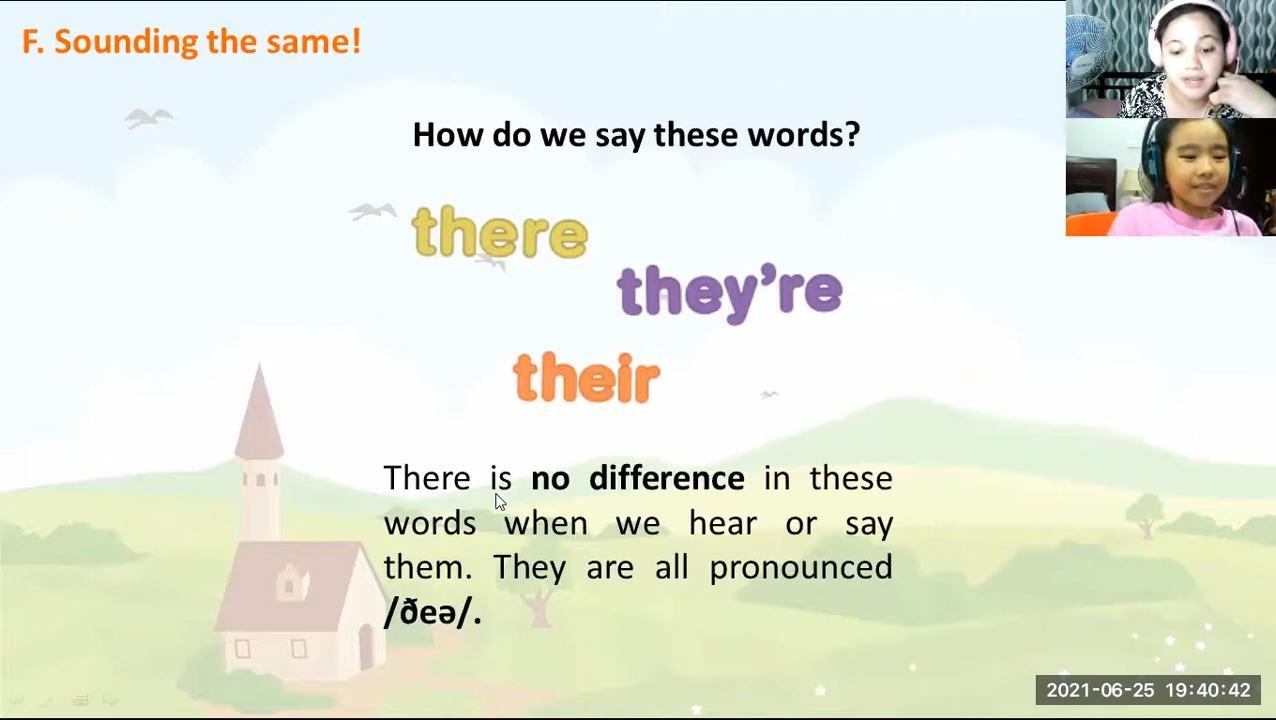 F. Sounding the same!
How do we say these words?
there
they’re
their
There is no difference in these
words when we hear or say
them. They are all pronounced
/ðeə/.
2021-06-25 19:40:42